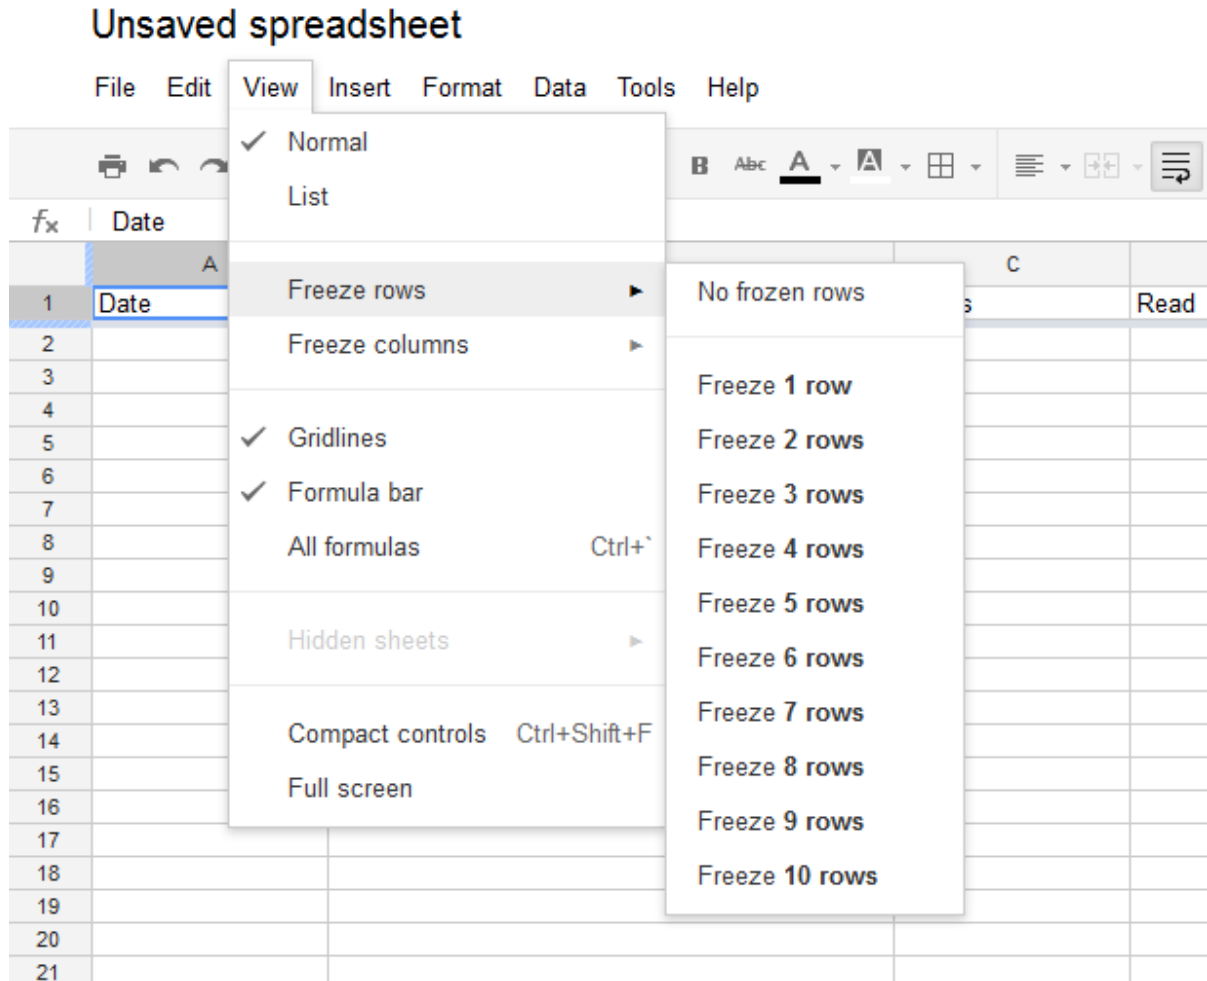 Unsaved spreadsheet
File Edit View Insert Format Data Tools Help
B Abc A A
fx Date
A C
1 Date s Read
Normal
List
Freeze rows
Freeze columns
Gridlines
Formula bar
All formulas Ctrl+`
Hidden sheets
Compact controls Ctrl+Shift+F
Full screen
No frozen rows
Freeze 1 row
Freeze 2 rows
Freeze 3 rows
Freeze 4 rows
Freeze 5 rows
Freeze 6 rows
Freeze 7 rows
Freeze 8 rows
Freeze 9 rows
Freeze 10 rows
2
3
4
5
6
7
8
9
10
11
12
13
14
15
16
17
18
19
20
21